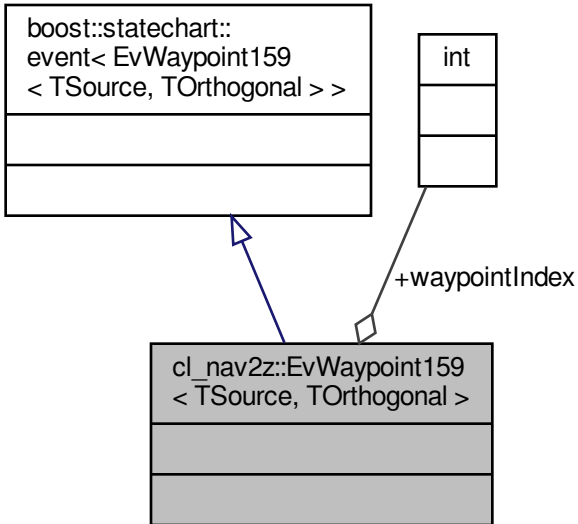 boost::statechart::
event< EvWaypoint159
< TSource, TOrthogonal > >
int
+waypointIndex
cl_nav2z::EvWaypoint159
< TSource, TOrthogonal >